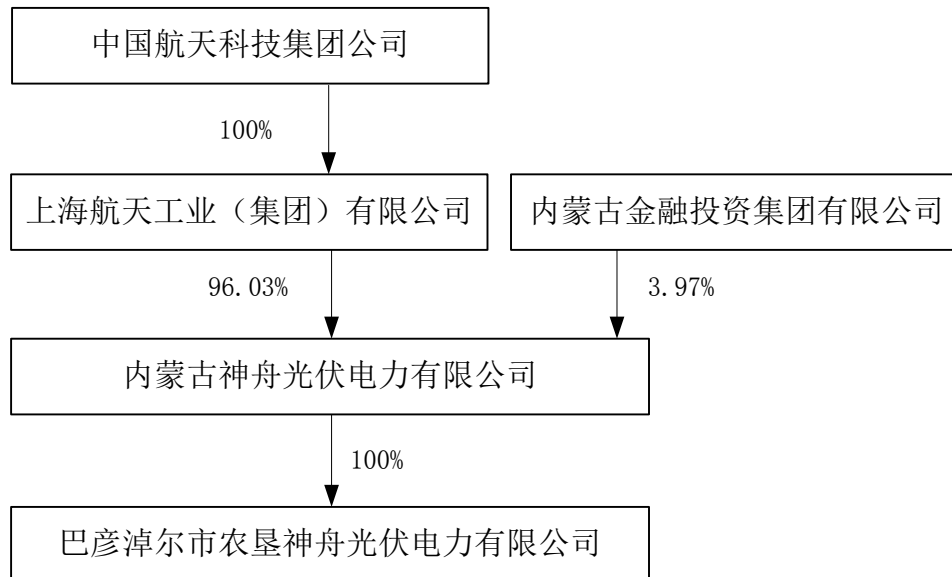 中国航天科技集团公司
100%
上海航天工业（集团）有限公司
内蒙古金融投资集团有限公司
96.03%
3.97%
内蒙古神舟光伏电力有限公司
100%
巴彦淖尔市农垦神舟光伏电力有限公司